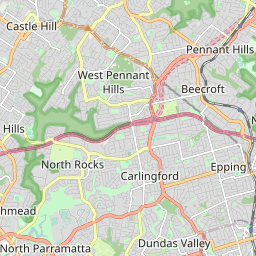 Castle Hill
Pennant Hills
West Pennant
Hills
Beecroft
Hills
North Rocks
Epping
Carlingford
hmead
North Parramatta
Dundas Valley